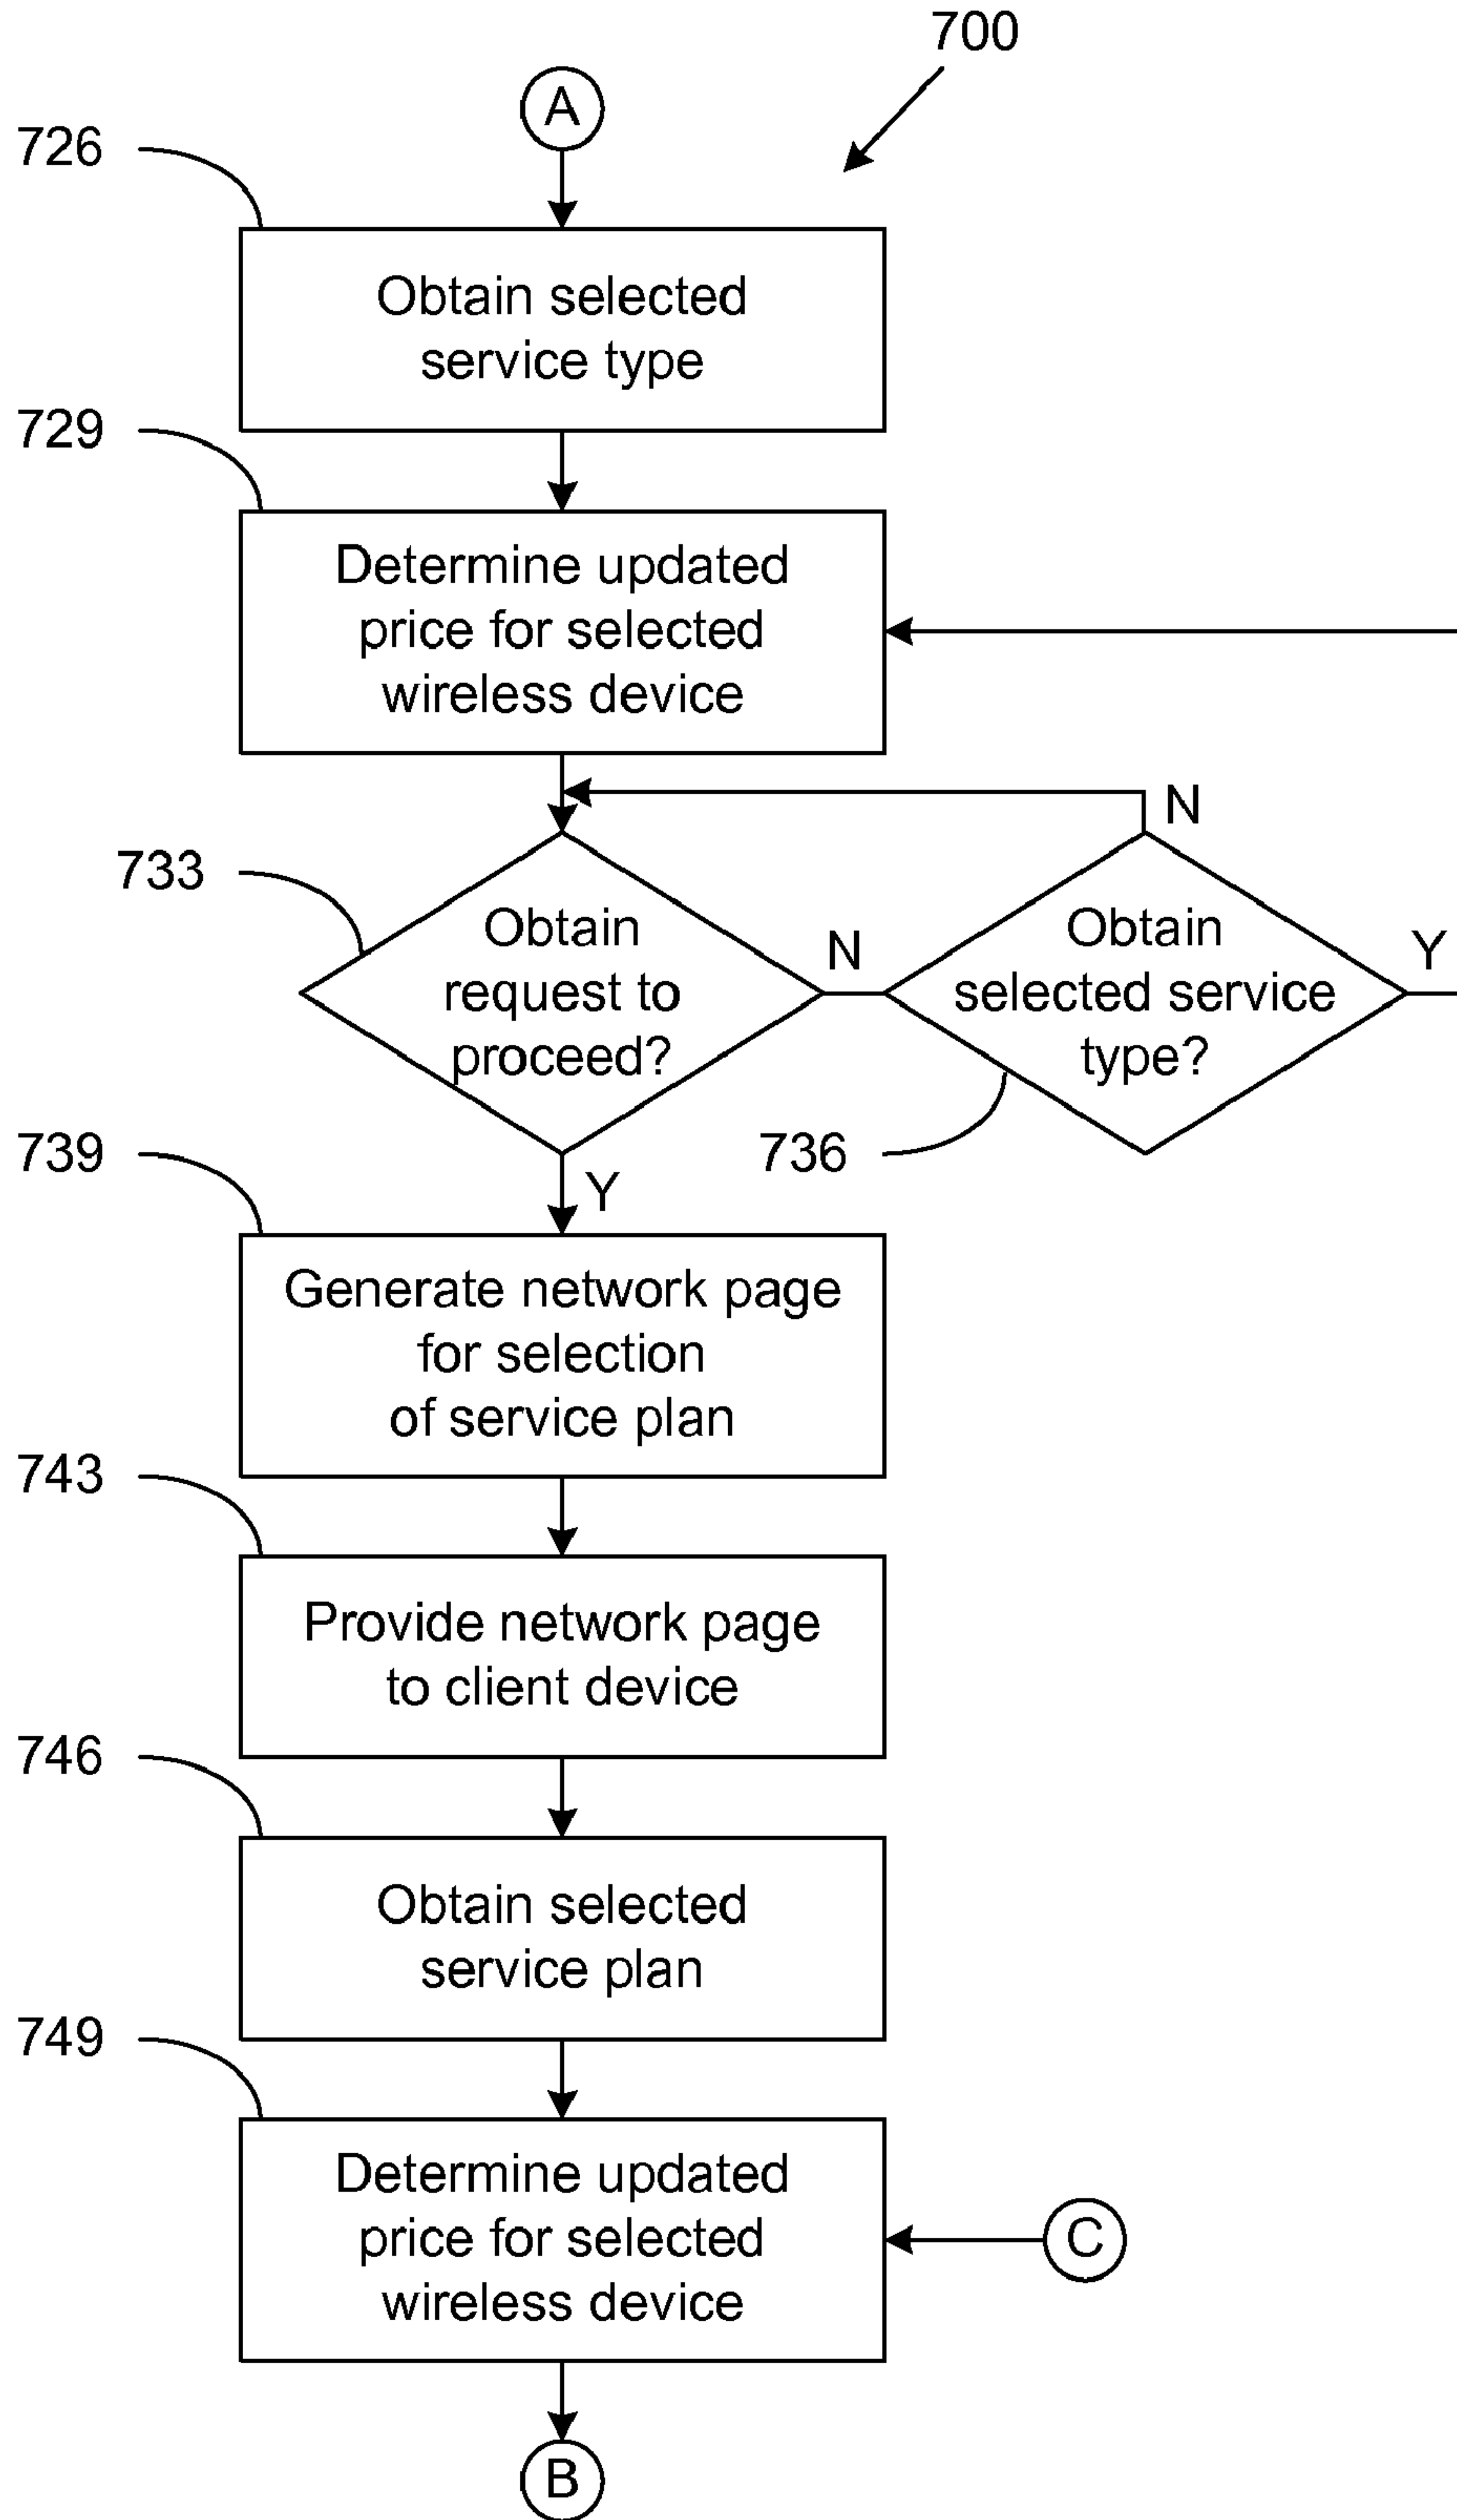 700
A
726
Obtain selected
service type
729
Determine updated
price for selected
wireless device
N
733
Obtain
request to
proceed?
N
Obtain
selected service
type?
Y
736
739
Y
Generate network page
for selection
of service plan
743
Provide network page
to client device
746
Obtain selected
service plan
749
Determine updated
price for selected
wireless device
C
B